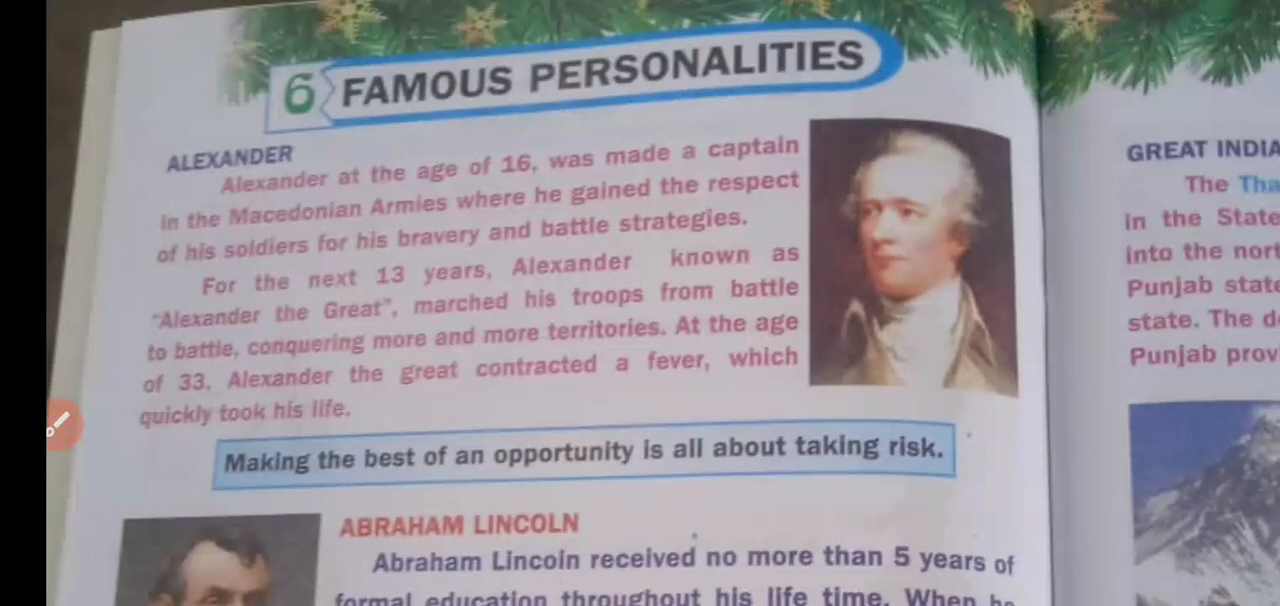 6 FAMOUS PERSONALITIES
ALEXANDER
Alexander at the age of 16, was made a captain
in the Macedonian Armies where he gained the respect
of his soldiers for his bravery and battle strategies.
For the next 13 years, Alexander known as
"Alexander the Great", marched his troops from battle
to battle, conquering more and more territories. At the age
of 33. Alexander the great contracted a fever, which
quickly took his life.
Making the best of an opportunity is all about taking risk.
ABRAHAM LINCOLN
Abraham Lincoln received no more than 5 years of
formal education throughout his life time. When he
GREAT INDIA
The Tha
in the State
into the nor
Punjab state
state. The d
Punjab prov